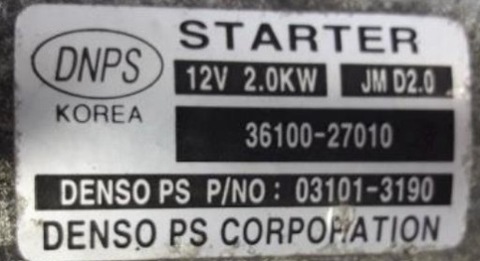 STARTER
DNPS
12V 2.0KW JM D2.0
KOREA
36100-27010
DENSO PS P/NO : 03101-3190
DENSO PS CORPORATION